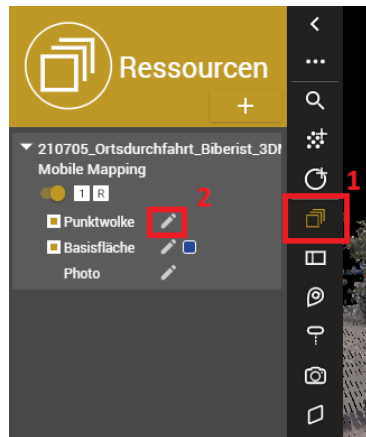 Ressourcen
+
210705_Ortsdurchfahrt_Biberist_3D
Mobile Mapping
1 R
2
1
Punktwolke
Basisfläche
Photo